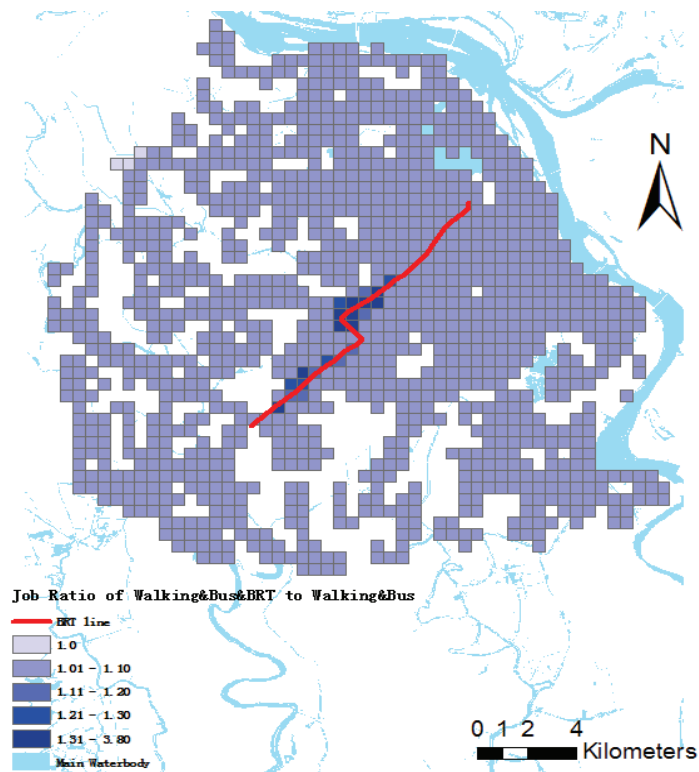 N
Job Ratio of Walking&Bus&BRT to Walking&Bus
BRT line
1.0
1.01 - 1.10
1.11 - 1.20
1.21 - 1.30
1.31 - 3.80
Main Waterbody
0 1 2 4
Kilometers